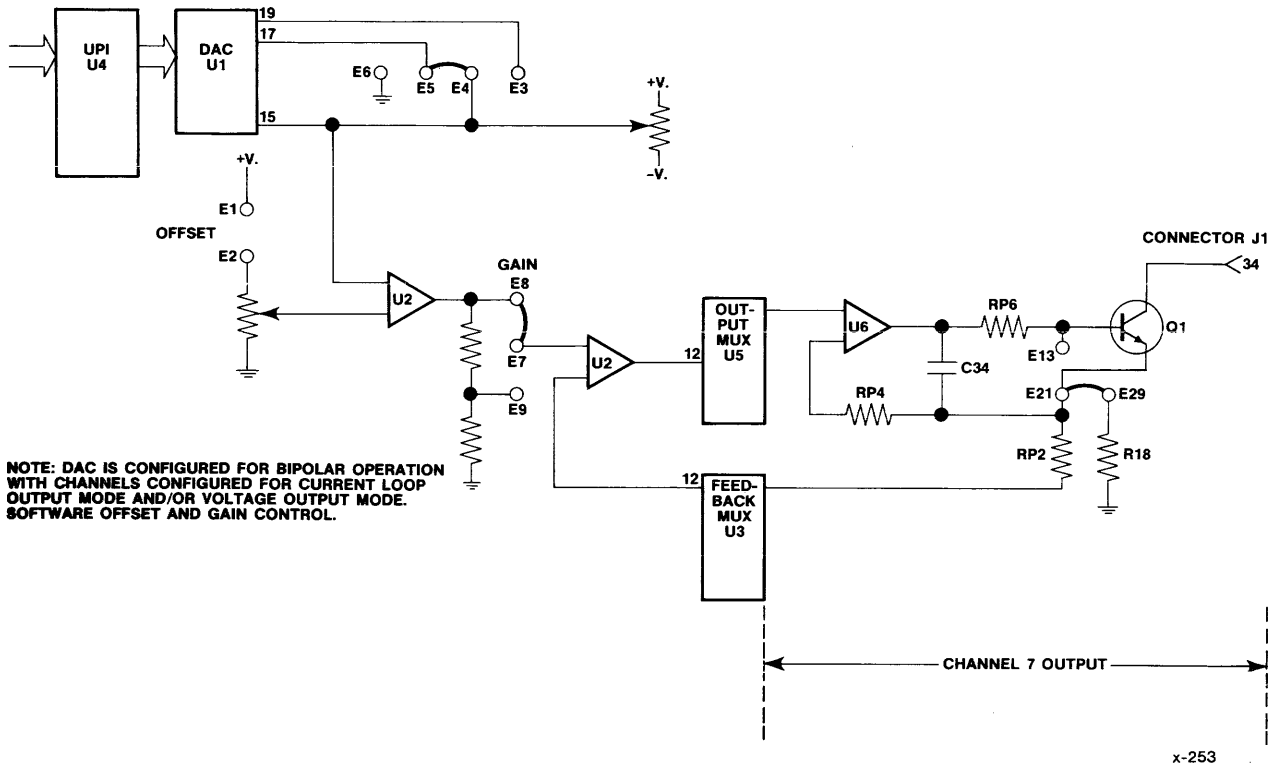 19
17
15
UPI
U4
DAC
U1
E6
E5
E4
E3
+V.
-V.
+V.
E1
OFFSET
E2
U2
GAIN
E8
E7
E9
U2
12
OUT-
PUT
MUX
U5
U6
RP6
E13
C34
RP4
CONNECTOR J1
34
Q1
E21
E29
RP2
R18
12
FEED-
BACK
MUX
U3
NOTE: DAC IS CONFIGURED FOR BIPOLAR OPERATION
WITH CHANNELS CONFIGURED FOR CURRENT LOOP
OUTPUT MODE AND/OR VOLTAGE OUTPUT MODE.
SOFTWARE OFFSET AND GAIN CONTROL.
CHANNEL 7 OUTPUT
x-253